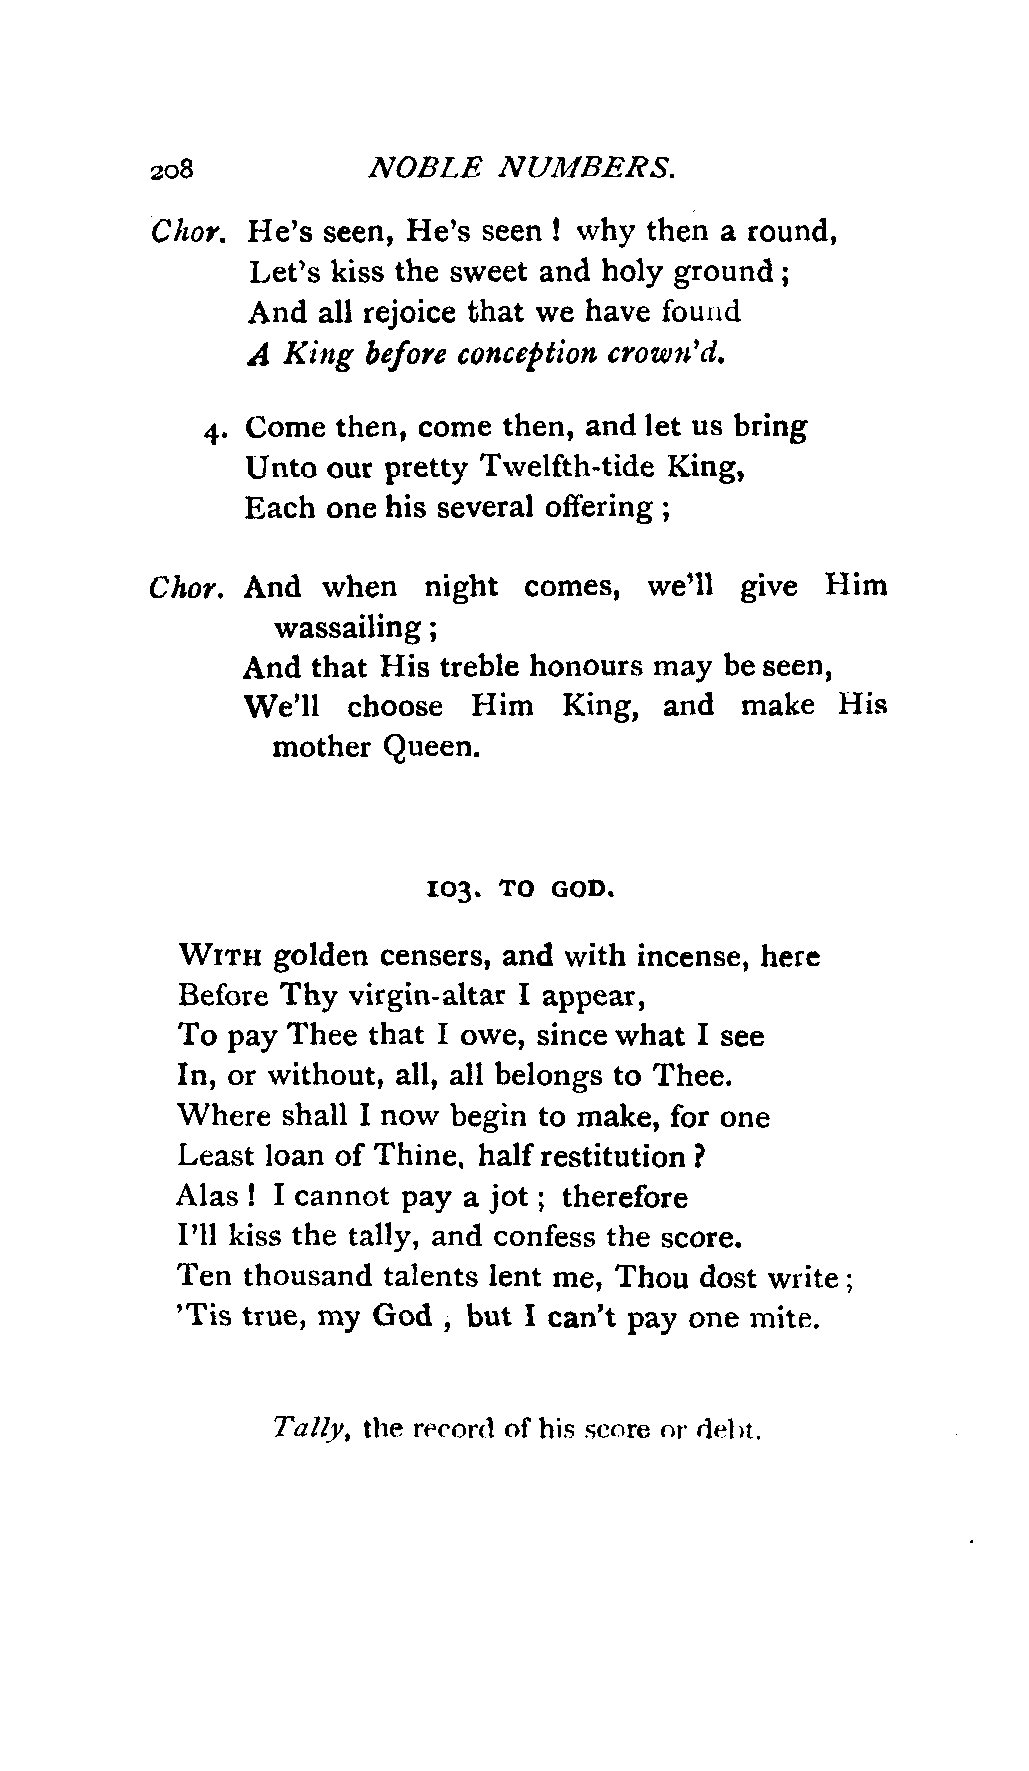 208 NOBLE NUMBERS.
Chor. He's seen, He's seen ! why then a round,
Let's kiss the sweet and holy ground ;
And all rejoice that we have found
A King before conception crown'd.
4. Come then, come then, and let us bring
Unto our pretty Twelfth-tide King,
Each one his several offering ;
Chor. And when night comes, we'll give Him
wassailing ;
And that His treble honours may be seen,
We'll choose Him King, and make His
mother Queen.
103. TO GOD.
WITH golden censers, and with incense, here
Before Thy virgin-altar I appear,
To pay Thee that I owe, since what I see
In, or without, all, all belongs to Thee.
Where shall I now begin to make, for one
Least loan of Thine, half restitution ?
Alas ! I cannot pay a jot ; therefore
I'll kiss the tally, and confess the score.
Ten thousand talents lent me, Thou dost write ;
'Tis true, my God , but I can't pay one mite.
Tally, the record of his score or debt.